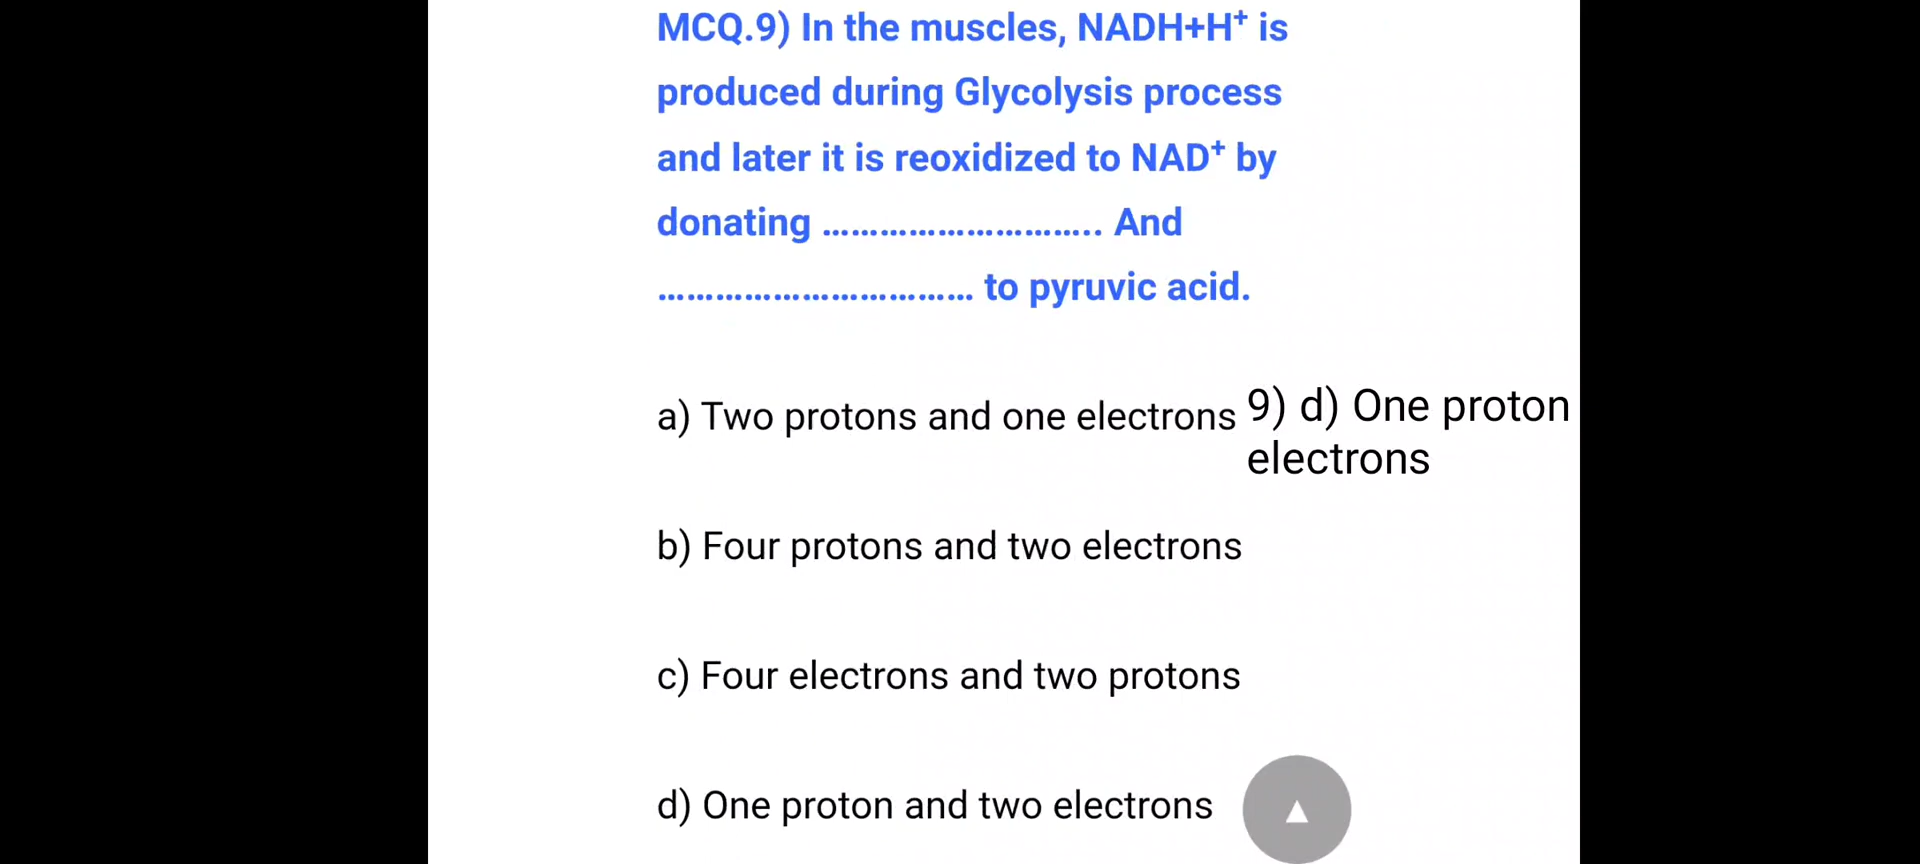 MCQ.9) In the muscles, NADH+H⁺ is
produced during Glycolysis process
and later it is reoxidized to NAD⁺ by
donating ............................. And
................................. to pyruvic acid.
a) Two protons and one electrons
9) d) One proton
electrons
b) Four protons and two electrons
c) Four electrons and two protons
d) One proton and two electrons